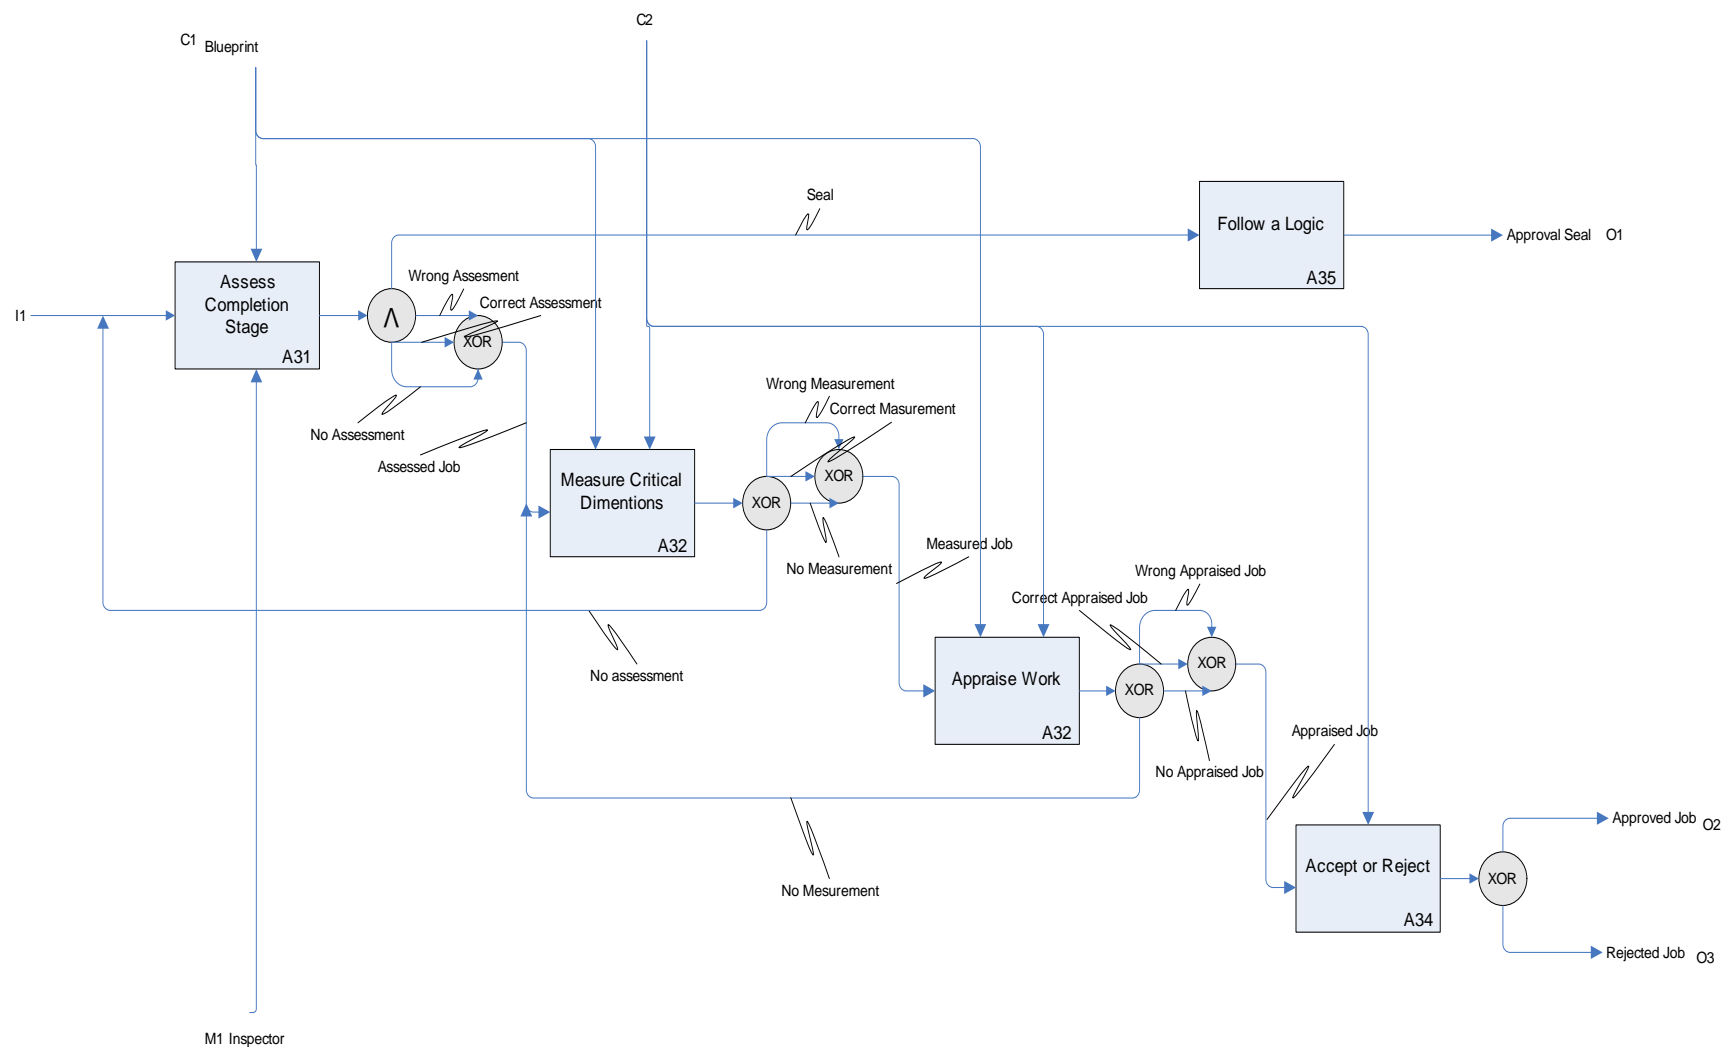 C2
C1 Blueprint
Seal
Follow a Logic
A35
Approval Seal O1
Assess
Completion
Stage
A31
I1
Wrong Assesment
Correct Assessment
Λ
XOR
No Assessment
Assessed Job
Wrong Measurement
Correct Masurement
Measure Critical
Dimentions
A32
XOR
XOR
No Measurement
Measured Job
No assessment
Wrong Appraised Job
Correct Appraised Job
Appraise Work
A32
XOR
XOR
No Appraised Job
Appraised Job
No Mesurement
Accept or Reject
A34
XOR
Approved Job O2
Rejected Job O3
M1 Inspector